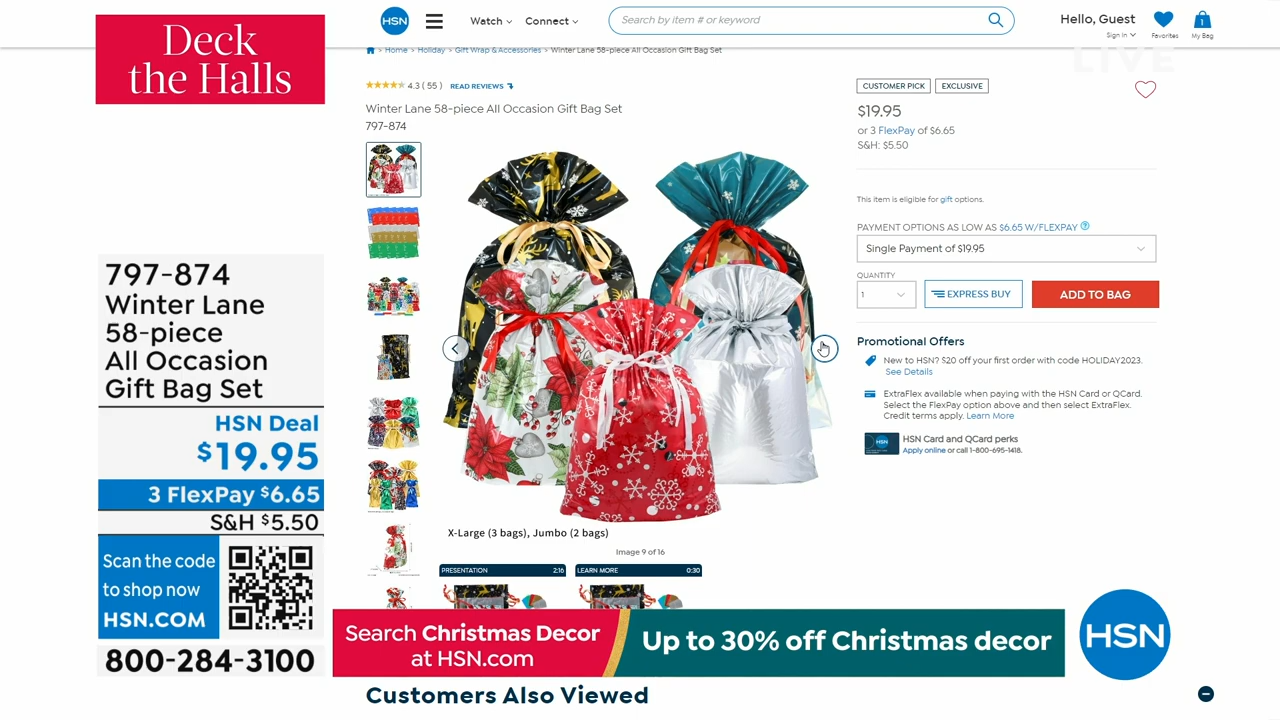 Deck
the Halls
HSN
Watch
Connect
Search by item # or keyword
Hello, Guest
Sign In
Favorites
1
My Bag
LIVE
> Home > Holiday > Gift Wrap & Accessories > Winter Lane 58-piece All Occasion Gift Bag Set
4.3 ( 55 ) READ REVIEWS
Winter Lane 58-piece All Occasion Gift Bag Set
797-874
CUSTOMER PICK
EXCLUSIVE
$19.95
or 3 FlexPay of $6.65
S&H: $5.50
This item is eligible for gift options.
PAYMENT OPTIONS AS LOW AS $6.65 W/FLEXPAY
Single Payment of $19.95
QUANTITY
1
EXPRESS BUY
ADD TO BAG
Promotional Offers
New to HSN? $20 off your first order with code HOLIDAY2023.
See Details
ExtraFlex available when paying with the HSN Card or QCard.
Select the FlexPay option above and then select ExtraFlex.
Credit terms apply. Learn More
HSN
HSN Card and QCard perks
Apply online or call 1-800-695-1418.
797-874
Winter Lane
58-piece
All Occasion
Gift Bag Set
HSN Deal
$19.95
3 FlexPay $6.65
S&H $5.50
Scan the code
to shop now
HSN.COM
800-284-3100
X-Large (3 bags), Jumbo (2 bags)
Image 9 of 16
PRESENTATION 2:16
LEARN MORE 0:30
Search Christmas Decor
at HSN.com
Up to 30% off Christmas decor
HSN
Customers Also Viewed